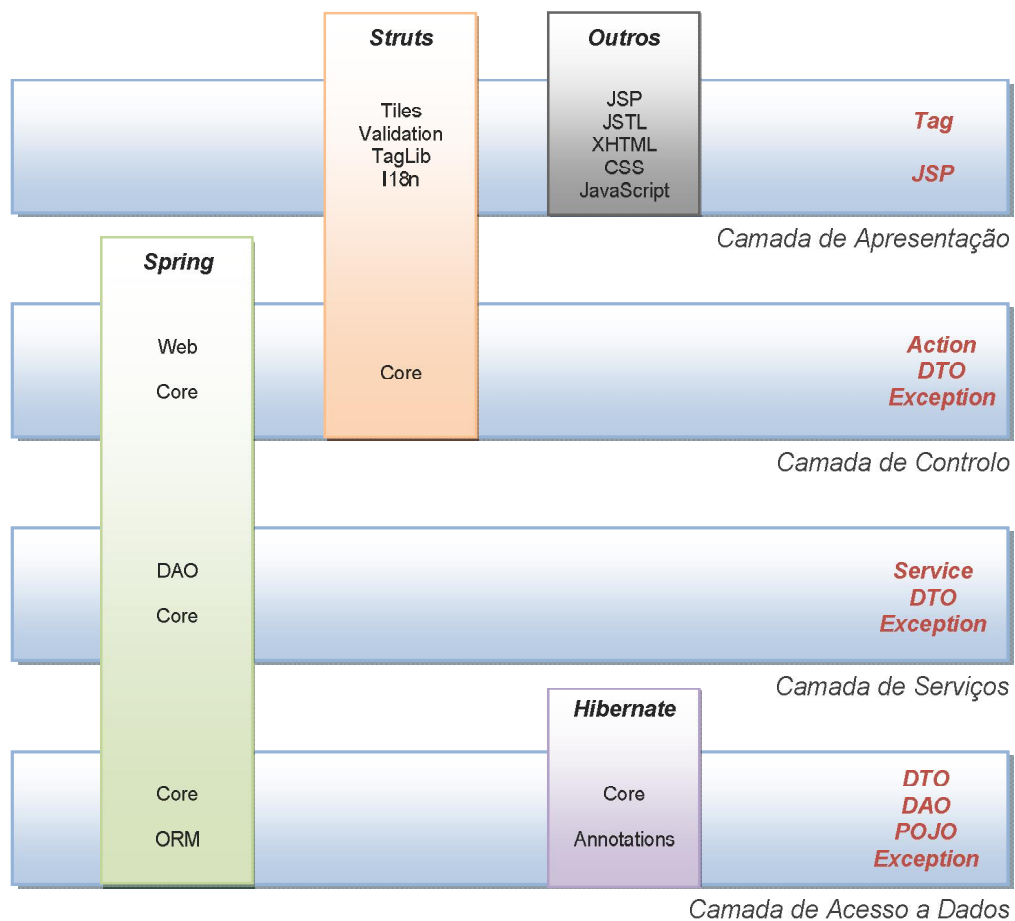 Struts
Outros
Tiles
Validation
TagLib
I18n
JSP
JSTL
XHTML
CSS
JavaScript
Tag
JSP
Camada de Apresentação
Spring
Web
Core
Core
Action
DTO
Exception
Camada de Controlo
DAO
Core
Service
DTO
Exception
Camada de Serviços
Hibernate
Core
ORM
Core
Annotations
DTO
DAO
POJO
Exception
Camada de Acesso a Dados